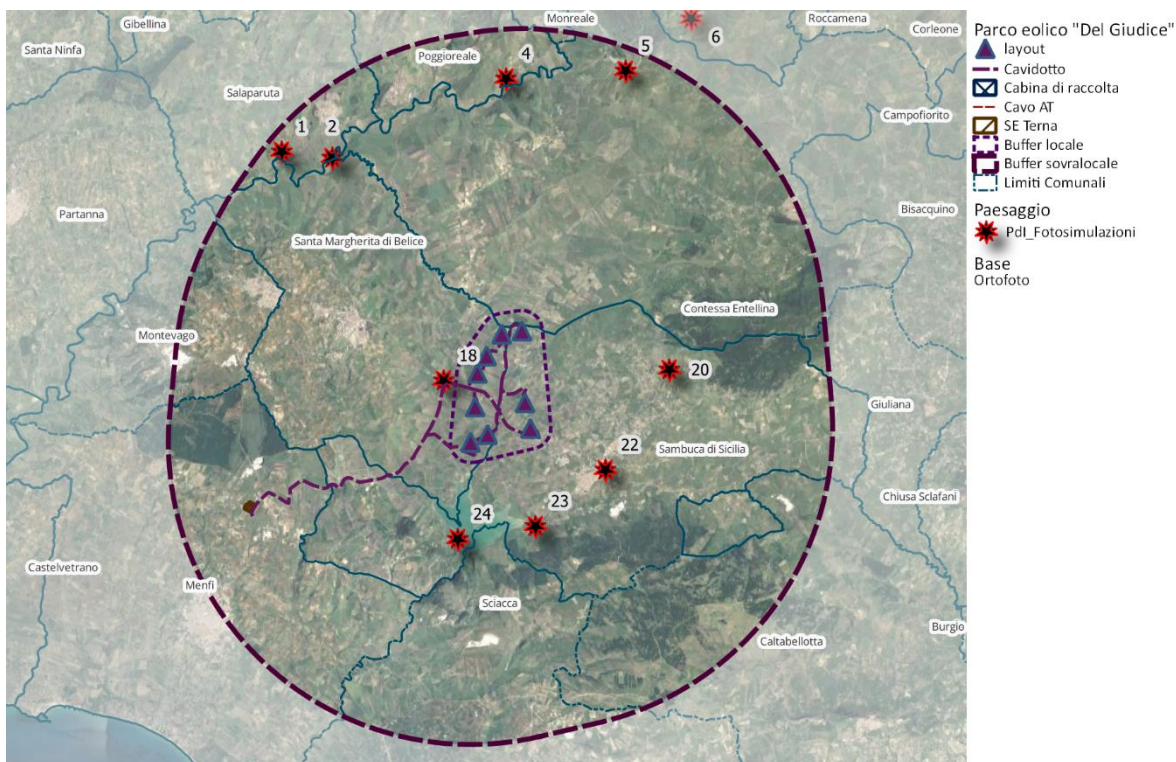 Gibellina
Monreale
Roccamena
Corleone
Santa Ninfa
Poggioreale
4
5
6
Salaparuta
Campofiorito
1
2
Partanna
Bisacquino
Santa Margherita di Belice
Contessa Entellina
Montevago
18
20
Giuliana
22
Sambuca di Sicilia
Chiusa Sclafani
23
24
Castelvetrano
Menfi
Sciacca
Caltabellotta
Burgio
Parco eolico "Del Giudice"
layout
Cavidotto
Cabina di raccolta
Cavo AT
SE Terna
Buffer locale
Buffer sovralocale
Limiti Comunali
Paesaggio
PdI_Fotosimulazioni
Base
Ortofoto